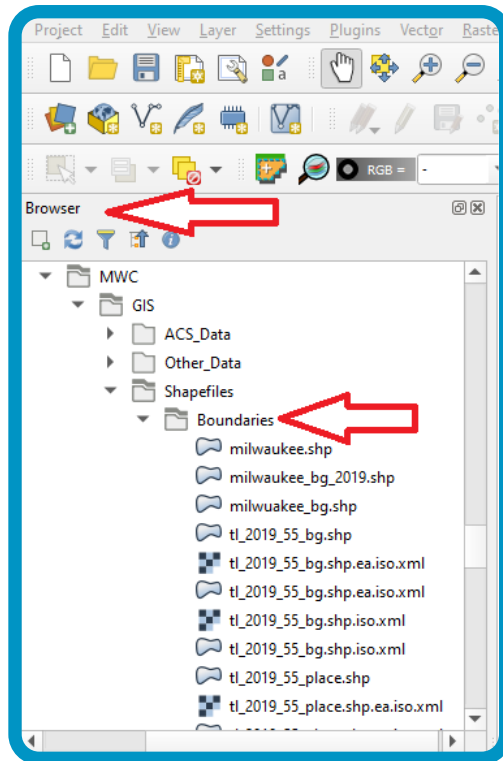 Project Edit View Layer Settings Plugins Vector Raste
a
RGB = -
Browser
MWC
GIS
ACS_Data
Other_Data
Shapefiles
Boundaries
milwaukee.shp
milwaukee_bg_2019.shp
milwuakee_bg.shp
tl_2019_55_bg.shp
tl_2019_55_bg.shp.ea.iso.xml
tl_2019_55_bg.shp.ea.iso.xml
tl_2019_55_bg.shp.iso.xml
tl_2019_55_bg.shp.iso.xml
tl_2019_55_place.shp
tl_2019_55_place.shp.ea.iso.xml